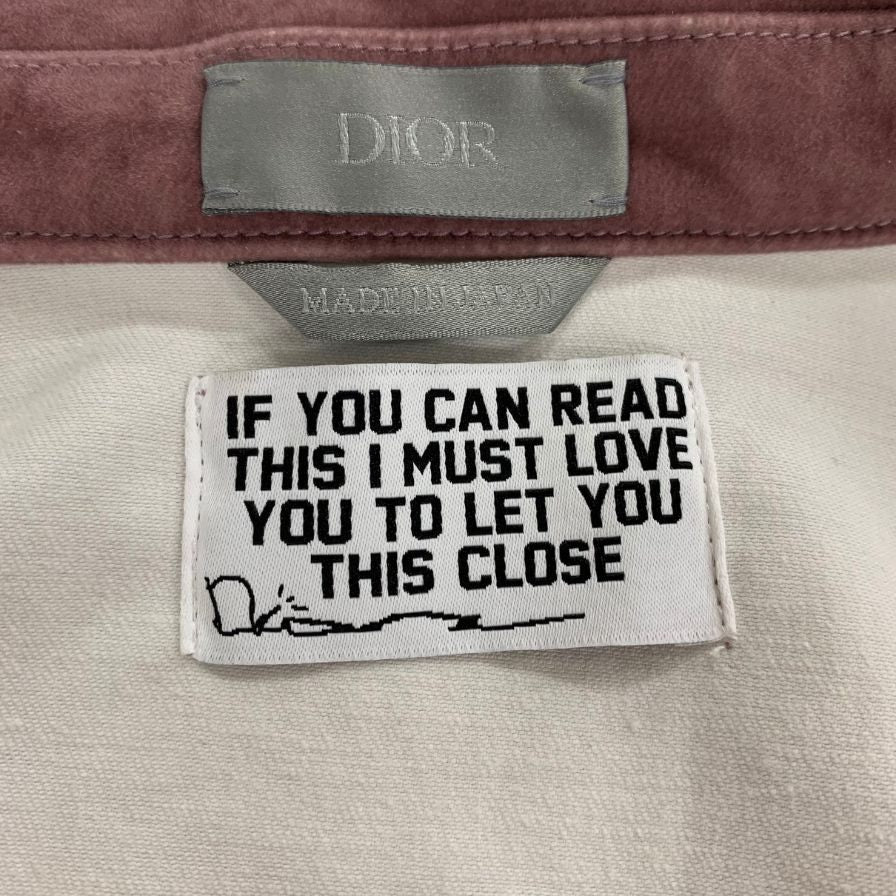 DIOR
MADE IN JAPAN
IF YOU CAN READ
THIS I MUST LOVE
YOU TO LET YOU
THIS CLOSE